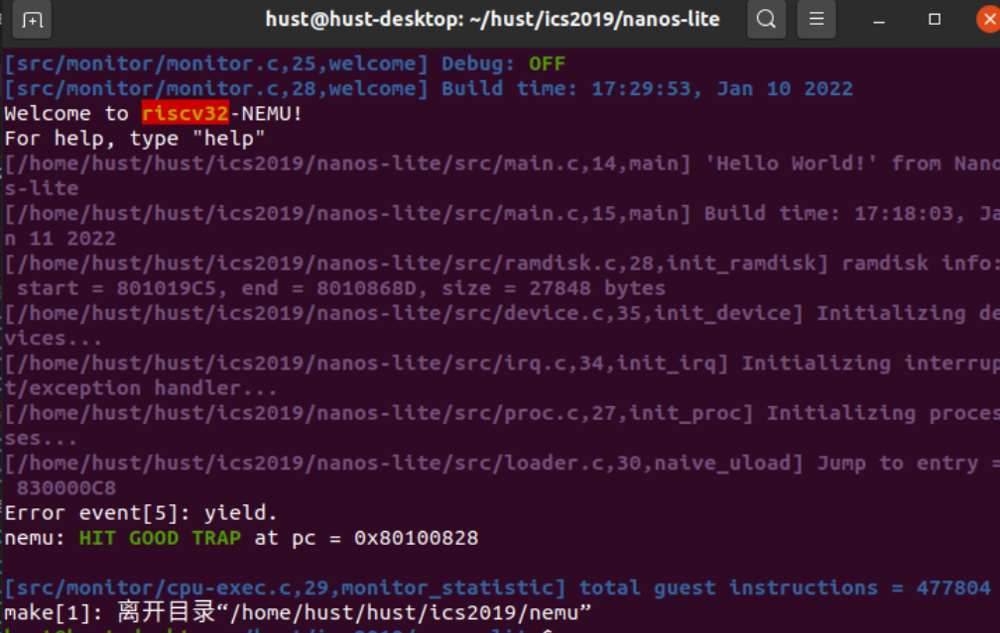 hust@hust-desktop: ~/hust/ics2019/nanos-lite
[src/monitor/monitor.c,25,welcome] Debug: OFF
[src/monitor/monitor.c,28,welcome] Build time: 17:29:53, Jan 10 2022
Welcome to riscv32-NEMU!
For help, type "help"
[/home/hust/hust/ics2019/nanos-lite/src/main.c,14,main] 'Hello World!' from Nano
s-lite
[/home/hust/hust/ics2019/nanos-lite/src/main.c,15,main] Build time: 17:18:03, Ja
n 11 2022
[/home/hust/hust/ics2019/nanos-lite/src/ramdisk.c,28,init_ramdisk] ramdisk info:
start = 801019C5, end = 8010868D, size = 27848 bytes
[/home/hust/hust/ics2019/nanos-lite/src/device.c,35,init_device] Initializing de
vices...
[/home/hust/hust/ics2019/nanos-lite/src/irq.c,34,init_irq] Initializing interrup
t/exception handler...
[/home/hust/hust/ics2019/nanos-lite/src/proc.c,27,init_proc] Initializing proces
ses...
[/home/hust/hust/ics2019/nanos-lite/src/loader.c,30,naive_uload] Jump to entry =
830000C8
Error event[5]: yield.
nemu: HIT GOOD TRAP at pc = 0x80100828
[src/monitor/cpu-exec.c,29,monitor_statistic] total guest instructions = 477804
make[1]: 离开目录“/home/hust/hust/ics2019/nemu”